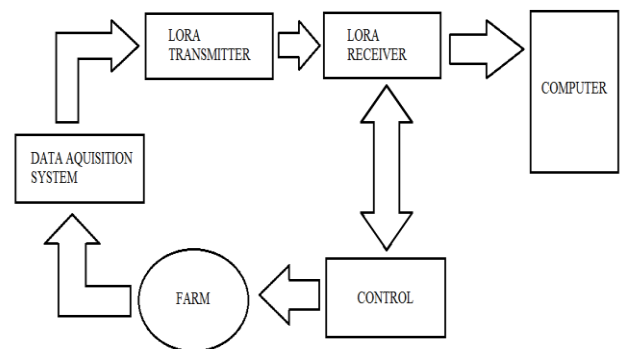 LORA
TRANSMITTER
LORA
RECEIVER
COMPUTER
DATA AQUISITION
SYSTEM
FARM
CONTROL